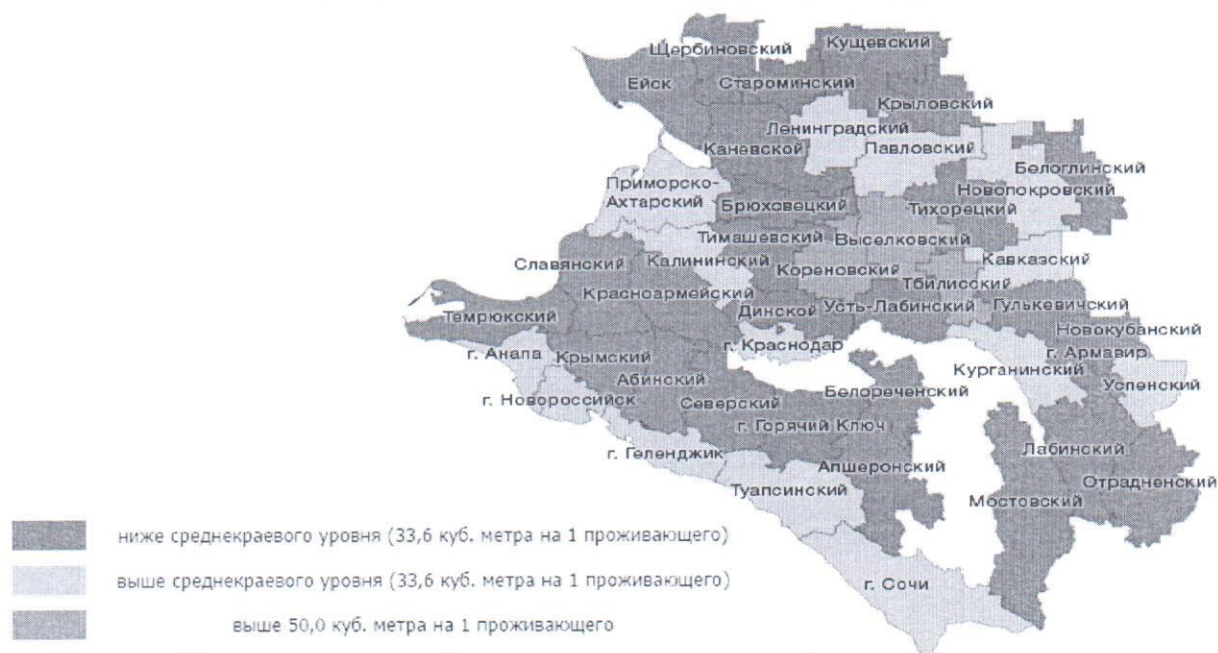 Щербиновский
Кущевский
Ейск
Староминский
Крыловский
Ленинградский
Каневской
Павловский
Белоглинский
Приморско-
Ахтарский
Новопокровский
Брюховецкий
Тихорецкий
Тимашевский
Выселковский
Калининский
Кавказский
Славянский
Кореновский
Тбилисский
Красноармейский
Динской
Усть-Лабинский
Гулькевичский
Темрюкский
Новокубанский
г. Краснодар
г. Анапа
Крымский
г. Армавир
Курганинский
Абинский
Успенский
Белореченский
г. Новороссийск
Северский
г. Горячий Ключ
г. Геленджик
Лабинский
Апшеронский
Отрадненский
Туапсинский
Мостовский
г. Сочи
ниже среднекраевого уровня (33,6 куб. метра на 1 проживающего)
выше среднекраевого уровня (33,6 куб. метра на 1 проживающего)
выше 50,0 куб. метра на 1 проживающего